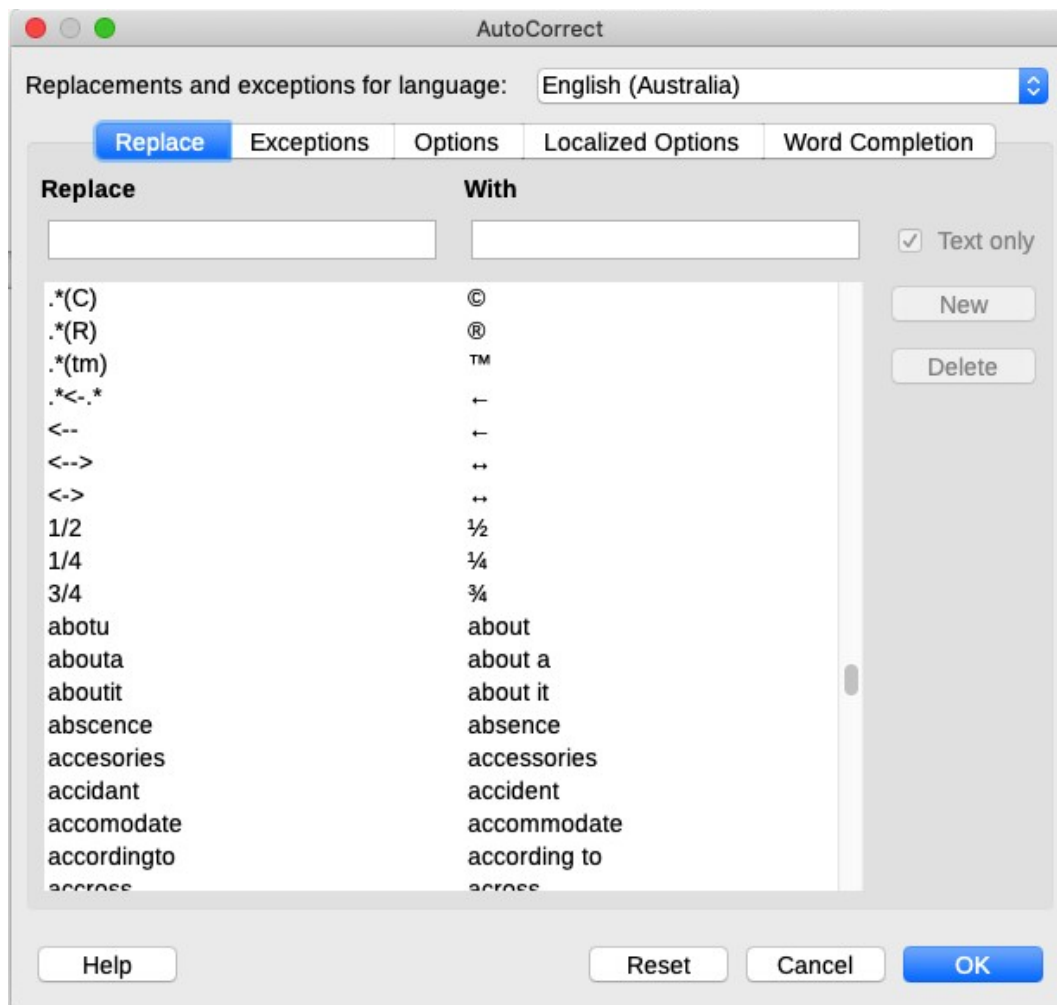 AutoCorrect
Replacements and exceptions for language: English (Australia)
Replace Exceptions Options Localized Options Word Completion
Replace With
Text only
.*(C) ©
New
.*(R) ®
.*(tm) ™
Delete
.*<-.* ←
<-- ←
<--> ↔
<-> ↔
1/2 ½
1/4 ¼
3/4 ¾
abotu about
abouta about a
aboutit about it
abscence absence
accesories accessories
accidant accident
accomodate accommodate
accordingto according to
accross across
Help Reset Cancel OK